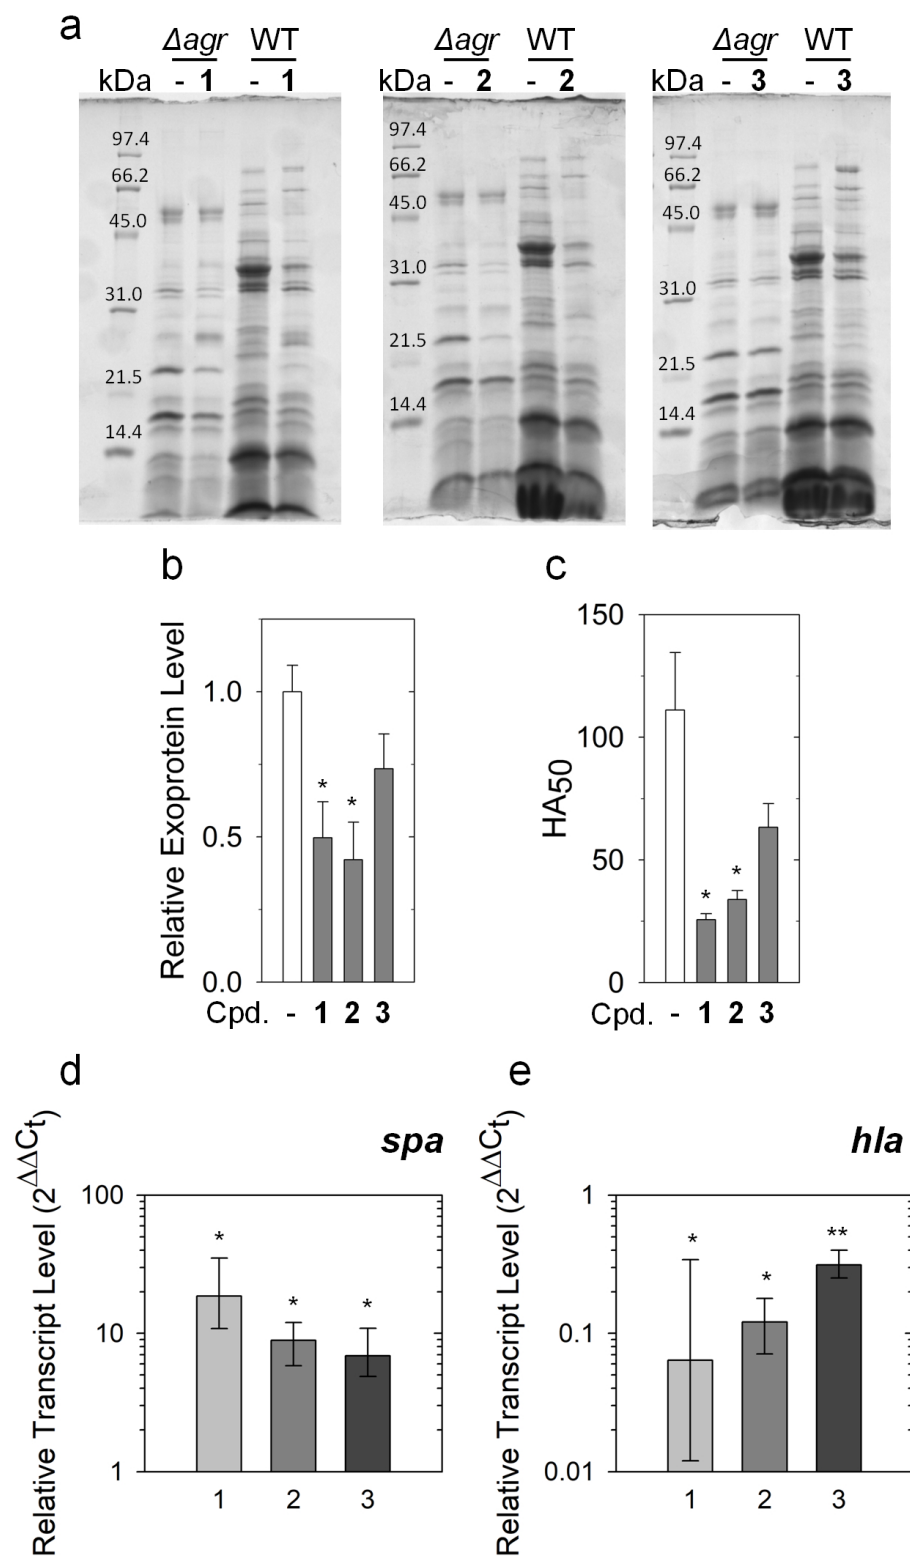 a
Δagr WT
kDa - 1 - 1
97.4
66.2
45.0
31.0
21.5
14.4
Δagr WT
kDa - 2 - 2
97.4
66.2
45.0
31.0
21.5
14.4
Δagr WT
kDa - 3 - 3
97.4
66.2
45.0
31.0
21.5
14.4
b
Relative Exoprotein Level
1.0
0.5
0.0
* *
Cpd. - 1 2 3
c
HA50
150
100
50
0
* *
Cpd. - 1 2 3
d
spa
Relative Transcript Level (2^ΔΔCt)
100
10
1
* * *
1 2 3
e
hla
Relative Transcript Level (2^ΔΔCt)
1
0.1
0.01
* * **
1 2 3